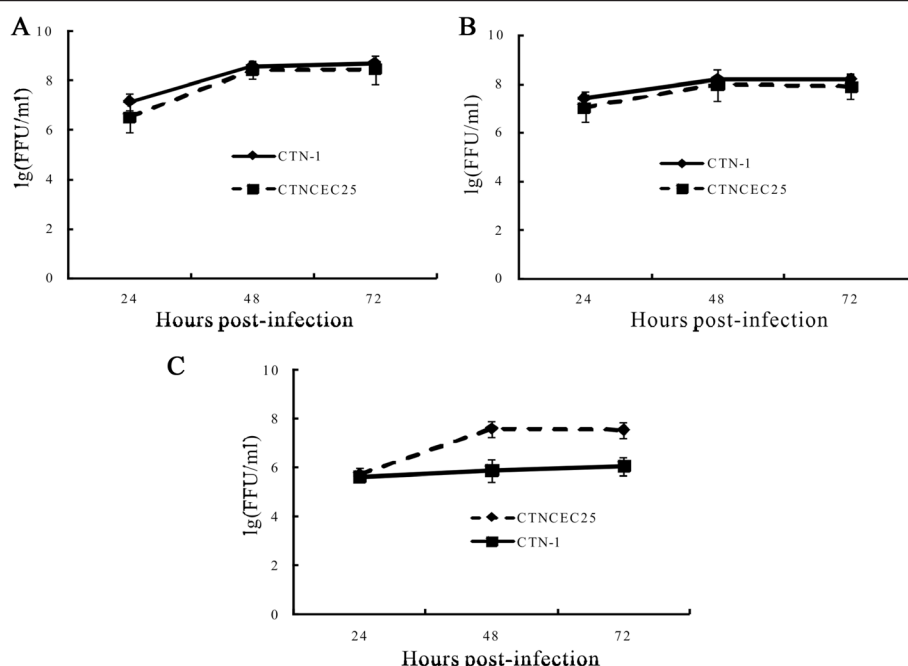 A
10
8
6
4
2
0
lg(FFU/ml)
CTN-1
CTNCEC25
24 48 72
Hours post-infection
B
10
8
6
4
2
0
lg(FFU/ml)
CTN-1
CTNCEC25
24 48 72
Hours post-infection
C
10
8
6
4
2
0
lg(FFU/ml)
CTNCEC25
CTN-1
24 48 72
Hours post-infection